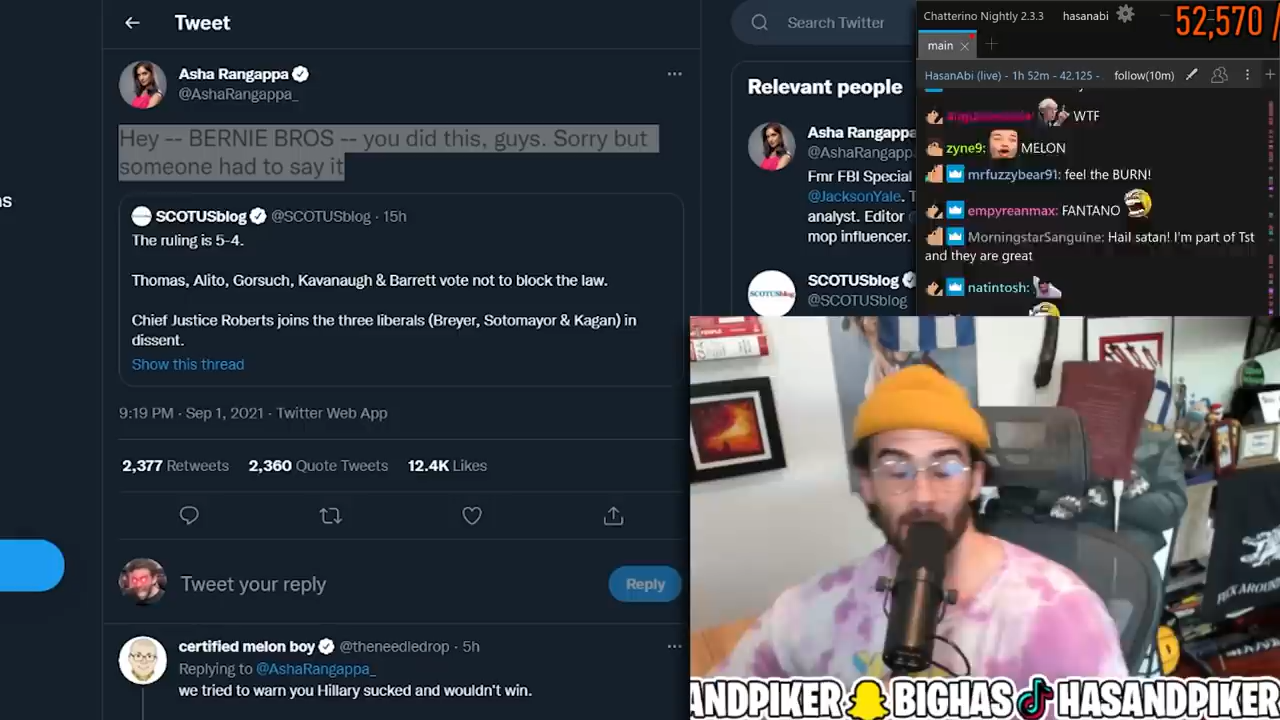 Tweet
Search Twitter
Asha Rangappa
@AshaRangappa_
Hey -- BERNIE BROS -- you did this, guys. Sorry but
someone had to say it
SCOTUSblog @SCOTUSblog · 15h
The ruling is 5-4.
Thomas, Alito, Gorsuch, Kavanaugh & Barrett vote not to block the law.
Chief Justice Roberts joins the three liberals (Breyer, Sotomayor & Kagan) in
dissent.
Show this thread
9:19 PM · Sep 1, 2021 · Twitter Web App
2,377 Retweets 2,360 Quote Tweets 12.4K Likes
Tweet your reply
Reply
certified melon boy @theneedledrop · 5h
Replying to @AshaRangappa_
we tried to warn you Hillary sucked and wouldn't win.
Relevant people
Asha Rangappa
@AshaRangapp
Fmr FBI Special
@JacksonYale. T
analyst. Editor
mop influencer.
SCOTUSblog
@SCOTUSblog
SCOTUSblog
Chatterino Nightly 2.3.3 hasanabi
52,570 /
main
HasanAbi (live) - 1h 52m - 42,125 - follow(10m)
WTF
zyne9: MELON
mrfuzzybear91: feel the BURN!
empyreanmax: FANTANO
MorningstarSanguine: Hail satan! I'm part of Tst
and they are great
natintosh:
ANDPIKER BIGHAS HASANDPIKER